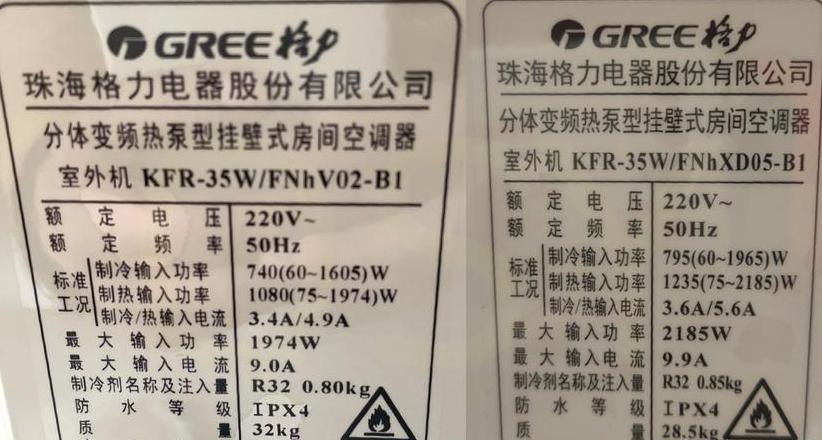 GREE格力
珠海格力电器股份有限公司
分体变频热泵型挂壁式房间空调器
室外机 KFR-35W/FNhV02-B1
额定电压 220V~
额定频率 50Hz
标准工况
制冷输入功率 740(60~1605)W
制热输入功率 1080(75~1974)W
制冷/热输入电流 3.4A/4.9A
最大输入功率 1974W
最大输入电流 9.0A
制冷剂名称及注入量 R32 0.80kg
防水等级 IPX4
质量 32kg
GREE格力
珠海格力电器股份有限公司
分体变频热泵型挂壁式房间空调器
室外机 KFR-35W/FNhXD05-B1
额定电压 220V~
额定频率 50Hz
标准工况
制冷输入功率 795(60~1965)W
制热输入功率 1235(75~2185)W
制冷/热输入电流 3.6A/5.6A
最大输入功率 2185W
最大输入电流 9.9A
制冷剂名称及注入量 R32 0.85kg
防水等级 IPX4
质量 28.5kg